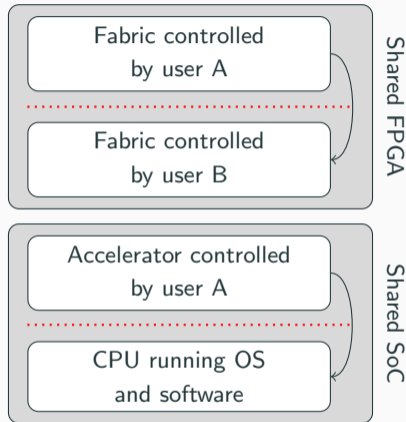 Fabric controlled
by user A
Fabric controlled
by user B
Shared FPGA
Accelerator controlled
by user A
CPU running OS
and software
Shared SoC